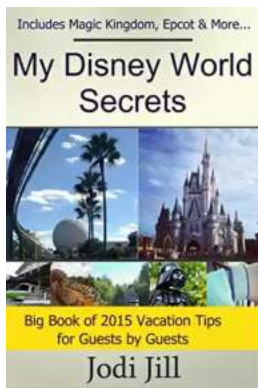 Includes Magic Kingdom, Epcot & More...
My Disney World
Secrets
Big Book of 2015 Vacation Tips
for Guests by Guests
Jodi Jill